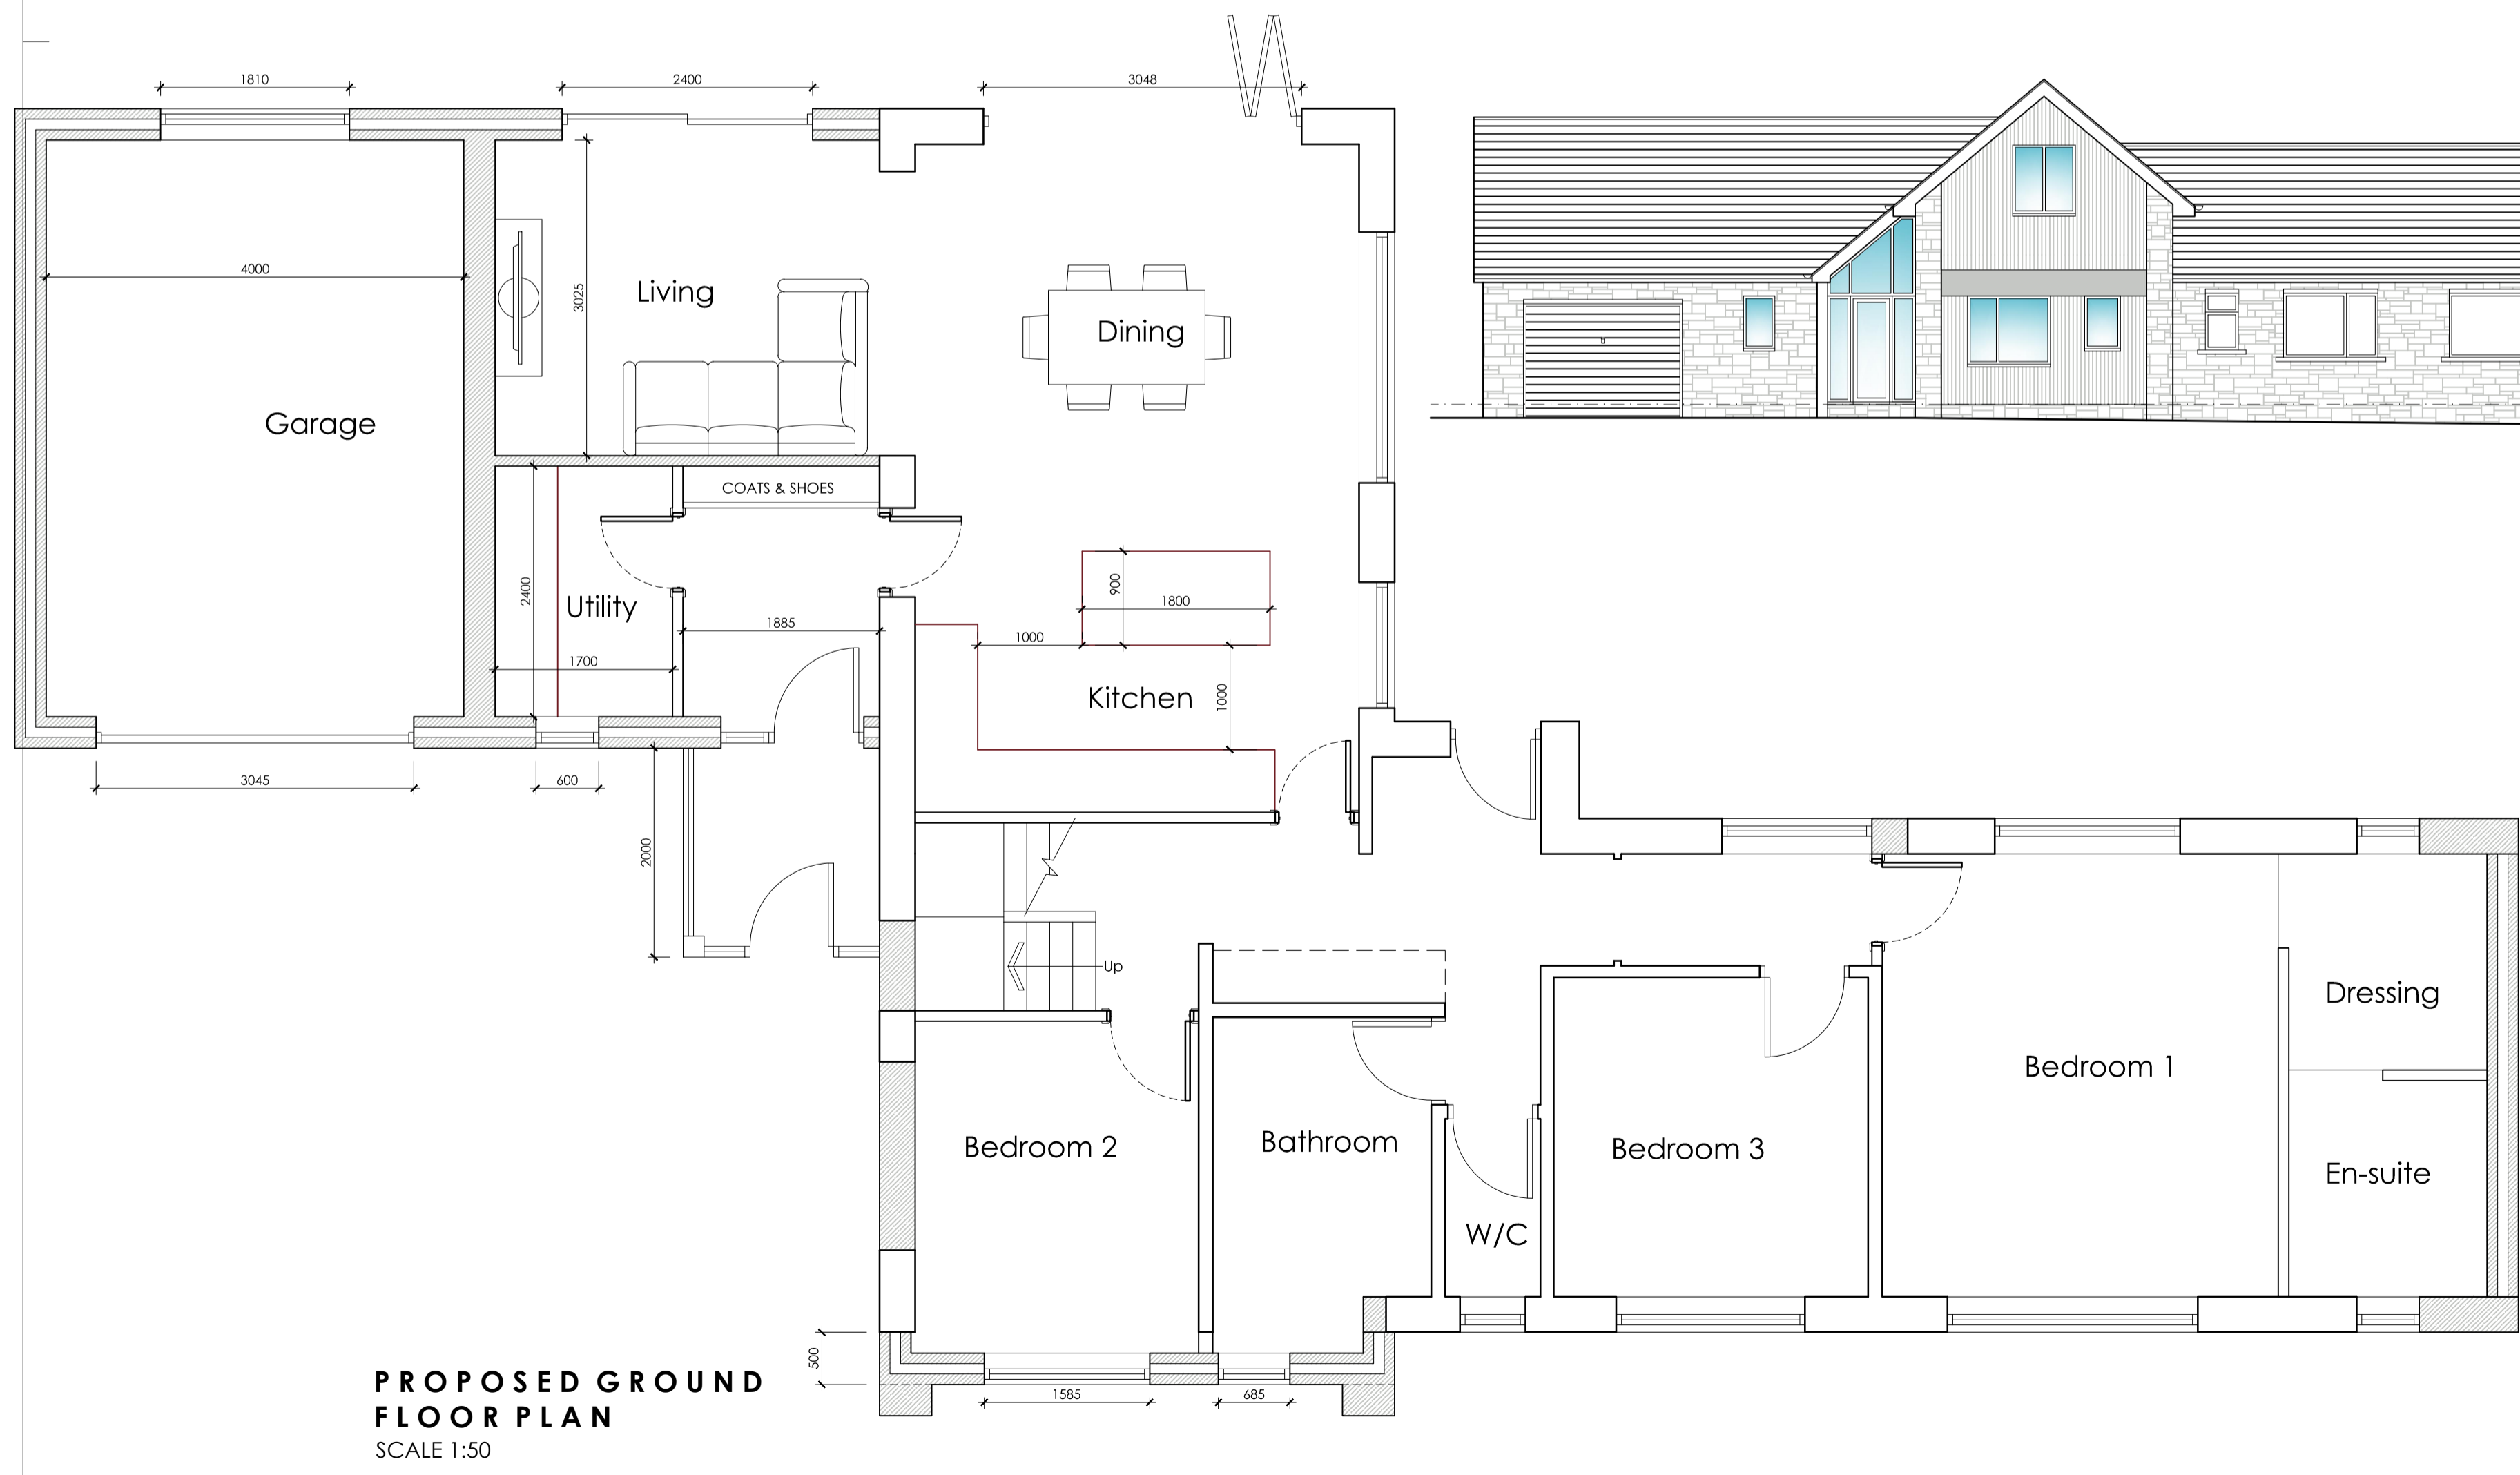 1810
2400
3048
4000
3025
Living
Dining
Garage
COATS & SHOES
2400
Utility
900
1800
1885
1000
1700
Kitchen
1000
3045
600
2000
Up
Dressing
Bedroom 1
Bedroom 2
Bathroom
Bedroom 3
En-suite
W/C
500
1585
685
PROPOSED GROUND
FLOOR PLAN
SCALE 1:50